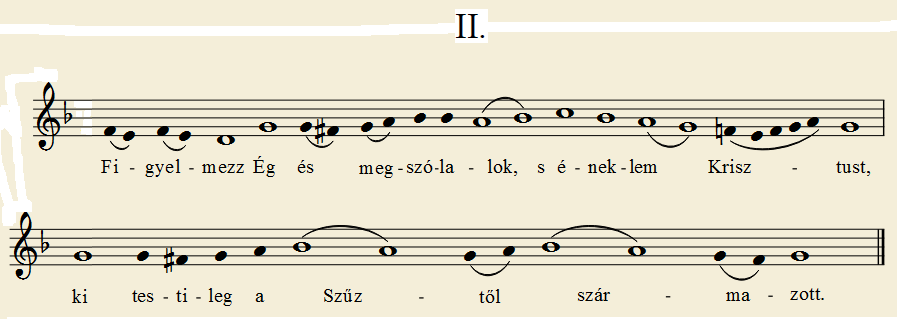 II.
Fi - gyel - mezz Ég és meg - szó - la - lok, s é - nek - lem Krisz - tust,
ki tes - ti - leg a Szűz - től szár - ma - zott.